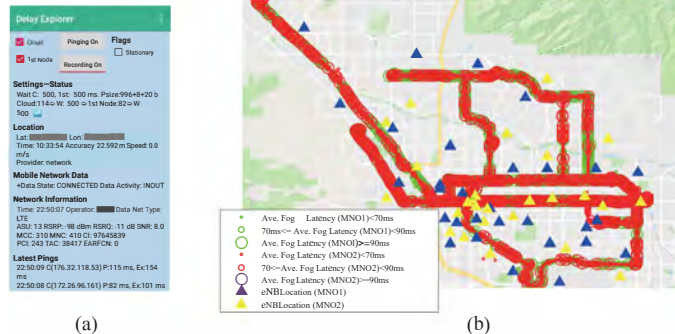 Delay Explorer
Cloud
Pinging On
Flags
Stationary
1st Node
Recording On
Settings—Status
Wait C: 500, 1st: 500 ms. Psize:996+8+20 b
Cloud:114⇨W: 500 ⇨1st Node:82⇨W
500
Location
Lat: Lon:
Time: 10:33:54 Accuracy 22.592 m Speed:0.0
m/s
Provider: network
Mobile Network Data
+Data State: CONNECTED Data Activity: INOUT
Network Information
Time: 22:50:07 Operator: Data Net Type:
LTE
ASU: 13 RSRP: -98 dBm RSRQ: -11 dB SNR: 8.0
MCC: 310 MNC: 410 CI: 97645839
PCI: 243 TAC: 38417 EARFCN: 0
Latest Pings
22:50:09 C(176.32.118.53) P:115 ms, Ex:154
ms
22:50:08 C(172.26.96.161) P:82 ms, Ex:101 ms
Ave. Fog Latency (MNO1)<70ms
70ms<= Ave. Fog Latency (MNO1)<90ms
Ave. Fog Latency (MNOl)>=90ms
Ave. Fog Latency (MNO2)<70ms
70<=Ave. Fog Latency (MNO2)<90ms
Ave. Fog Latency (MNO2)>=90ms
eNBLocation (MNO1)
eNBLocation (MNO2)
(a)
(b)